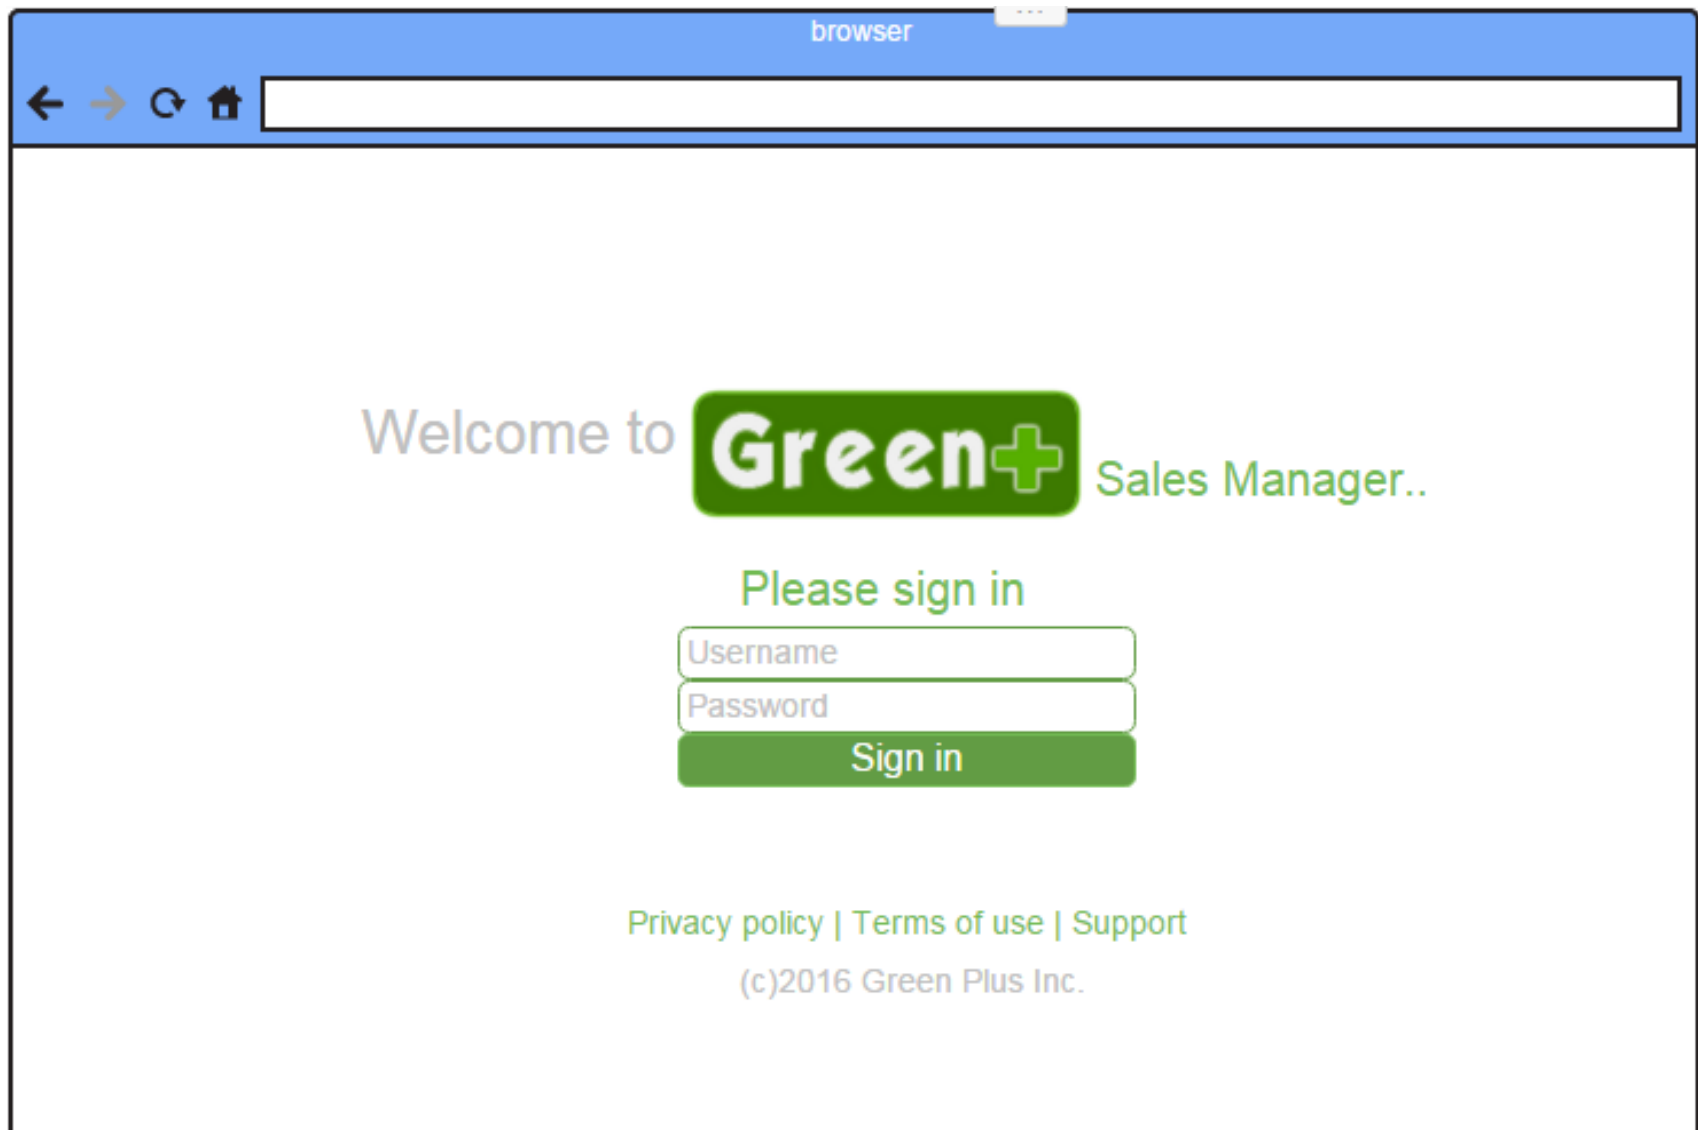 browser
Welcome to Green+ Sales Manager..
Please sign in
Username
Password
Sign in
Privacy policy | Terms of use | Support
(c)2016 Green Plus Inc.